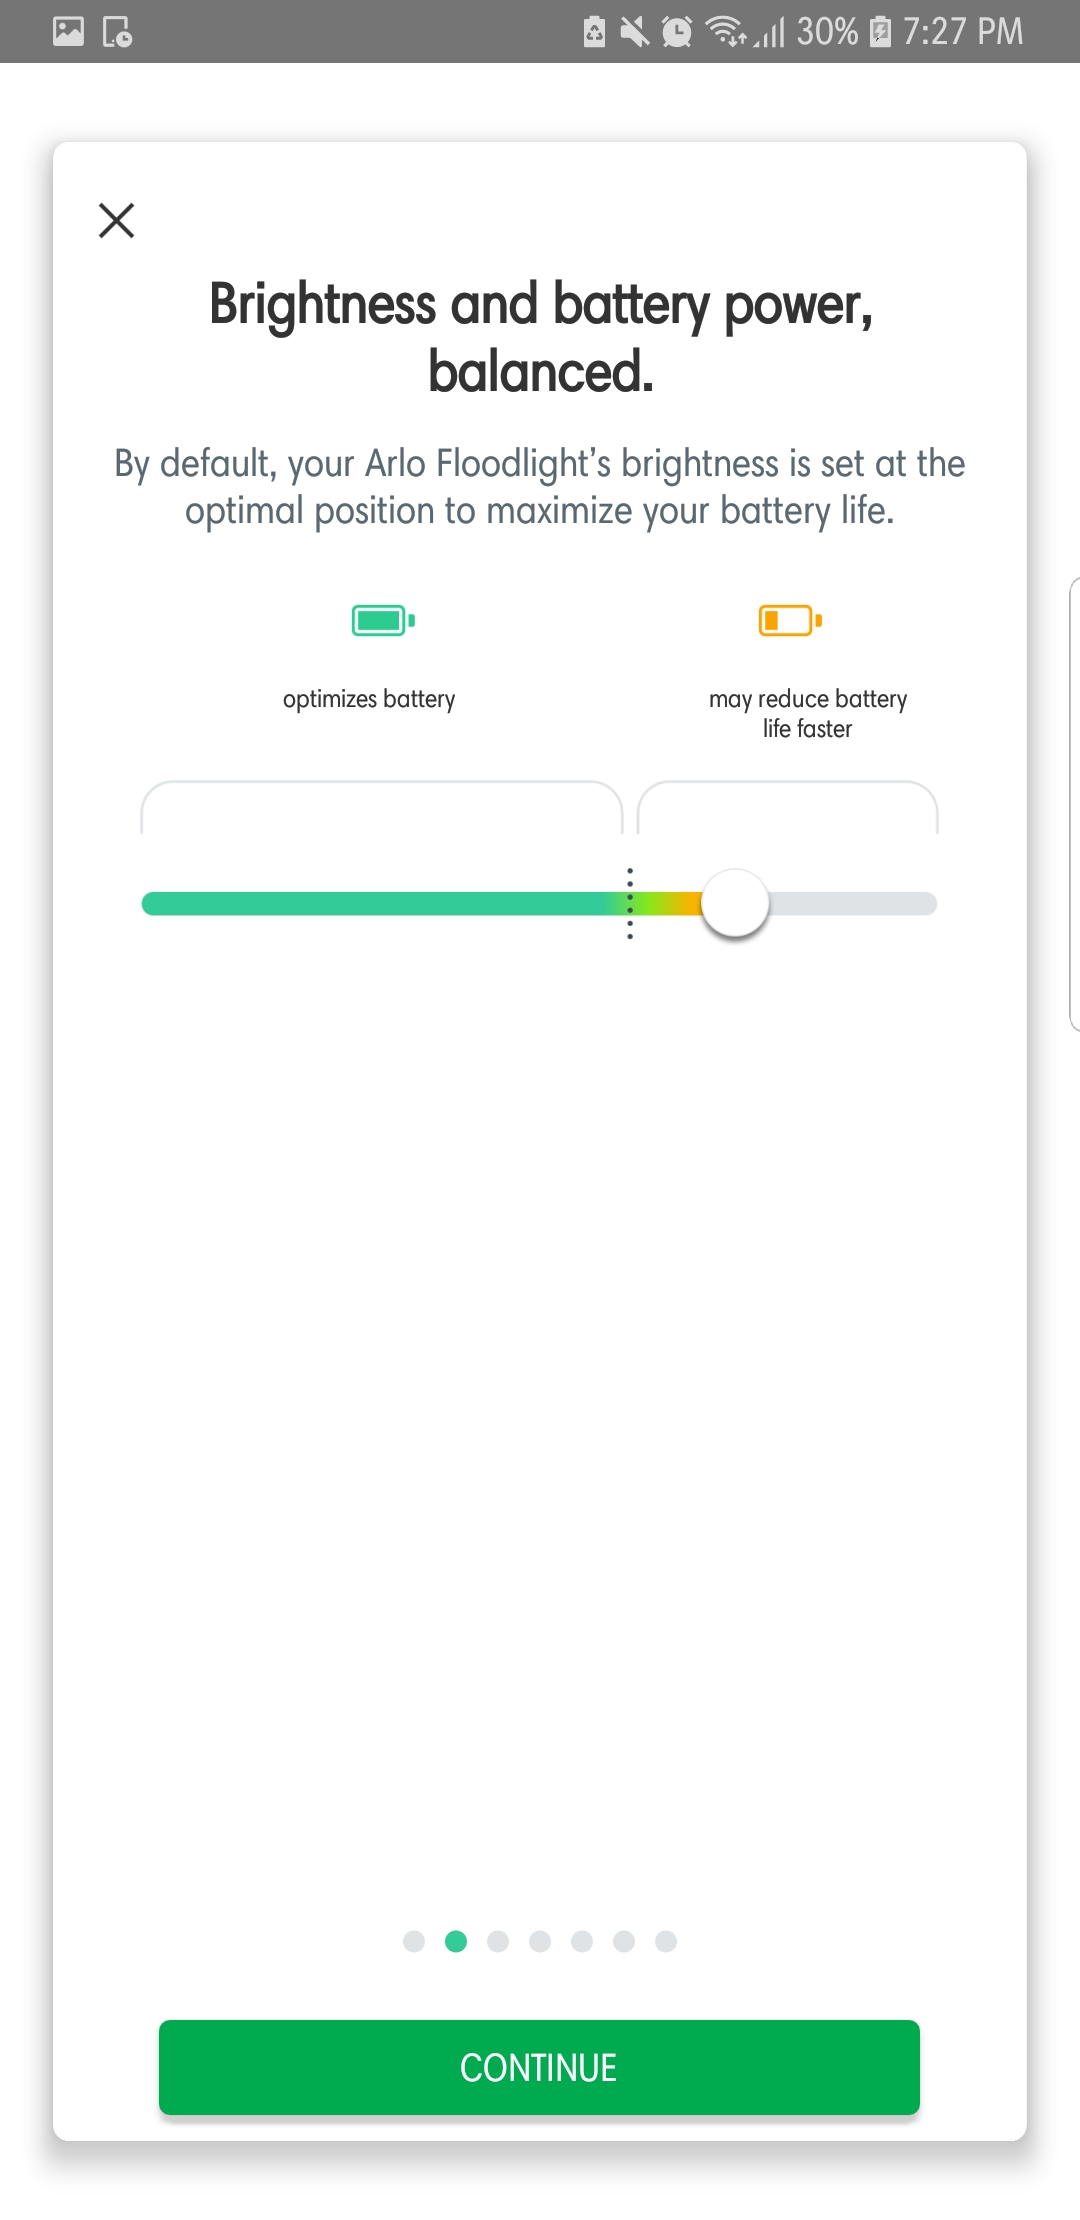 30% 7:27 PM
Brightness and battery power,
balanced.
By default, your Arlo Floodlight’s brightness is set at the
optimal position to maximize your battery life.
optimizes battery
may reduce battery
life faster
CONTINUE